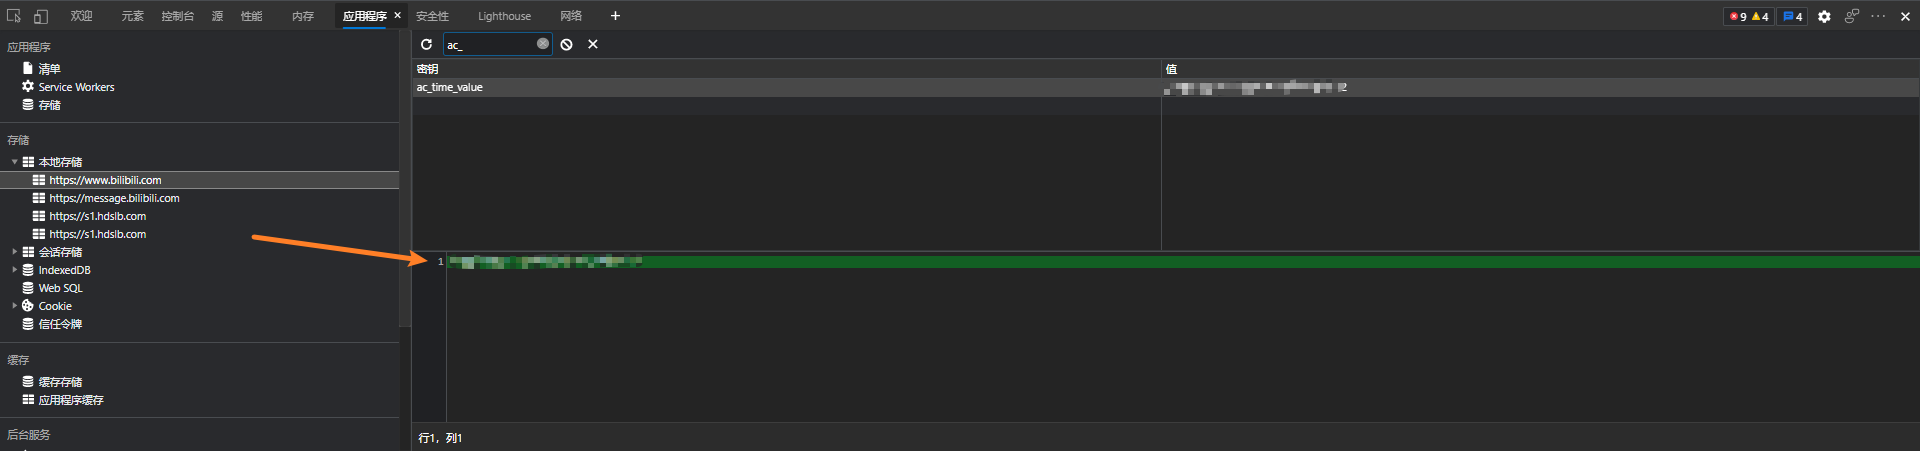 欢迎 元素 控制台 源 性能 内存 应用程序 × 安全性 Lighthouse 网络 + 9 4 4
应用程序
清单
Service Workers
存储
存储
本地存储
https://www.bilibili.com
https://message.bilibili.com
https://s1.hdslb.com
https://s1.hdslb.com
会话存储
IndexedDB
Web SQL
Cookie
信任令牌
缓存
缓存存储
应用程序缓存
后台服务
ac_
密钥 值
ac_time_value 2
1
行1，列1